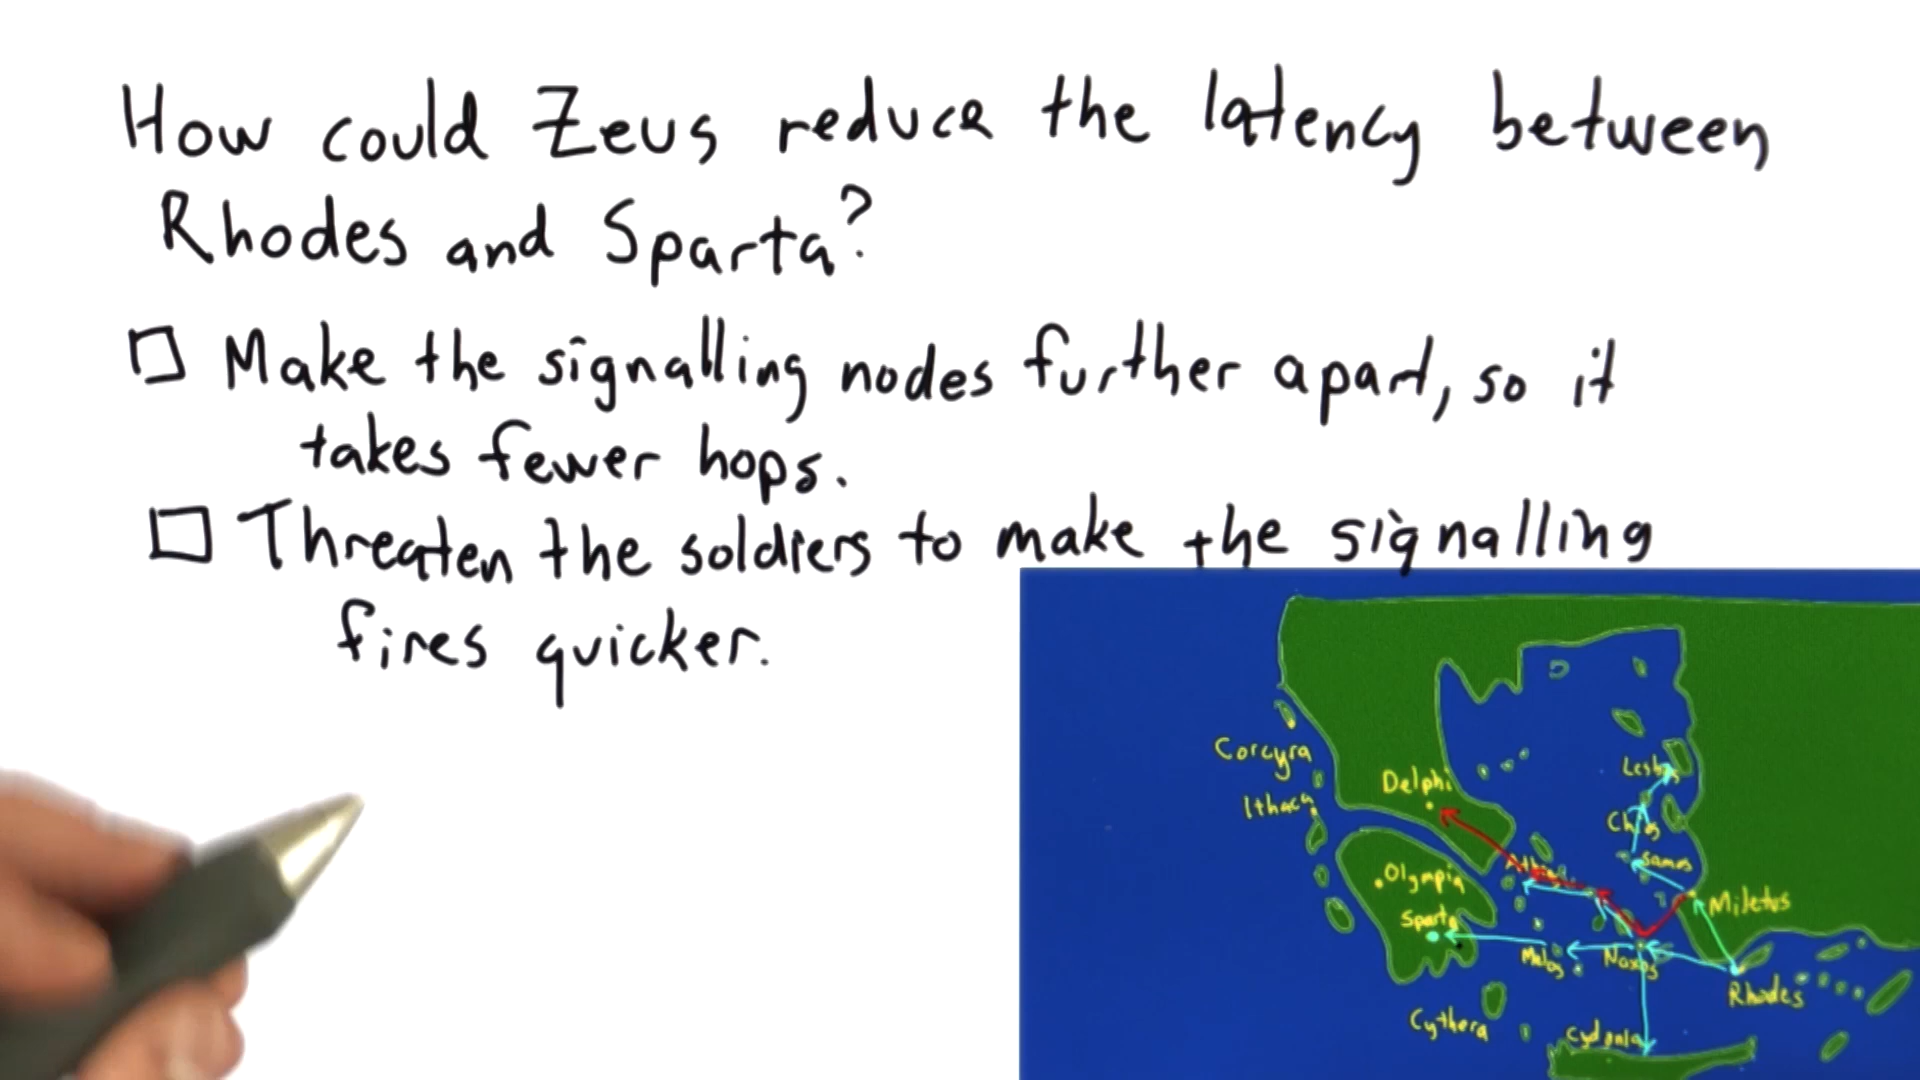 How could Zeus reduce the latency between
Rhodes and Sparta?
Make the signalling nodes further apart, so it
takes fewer hops.
Threaten the soldiers to make the signalling
fires quicker.
Corcyra
Lesbos
Delphi
Ithaca
Chios
Samos
Olympia
Miletus
Sparta
Melos
Naxos
Rhodes
Cythera
Cydonia